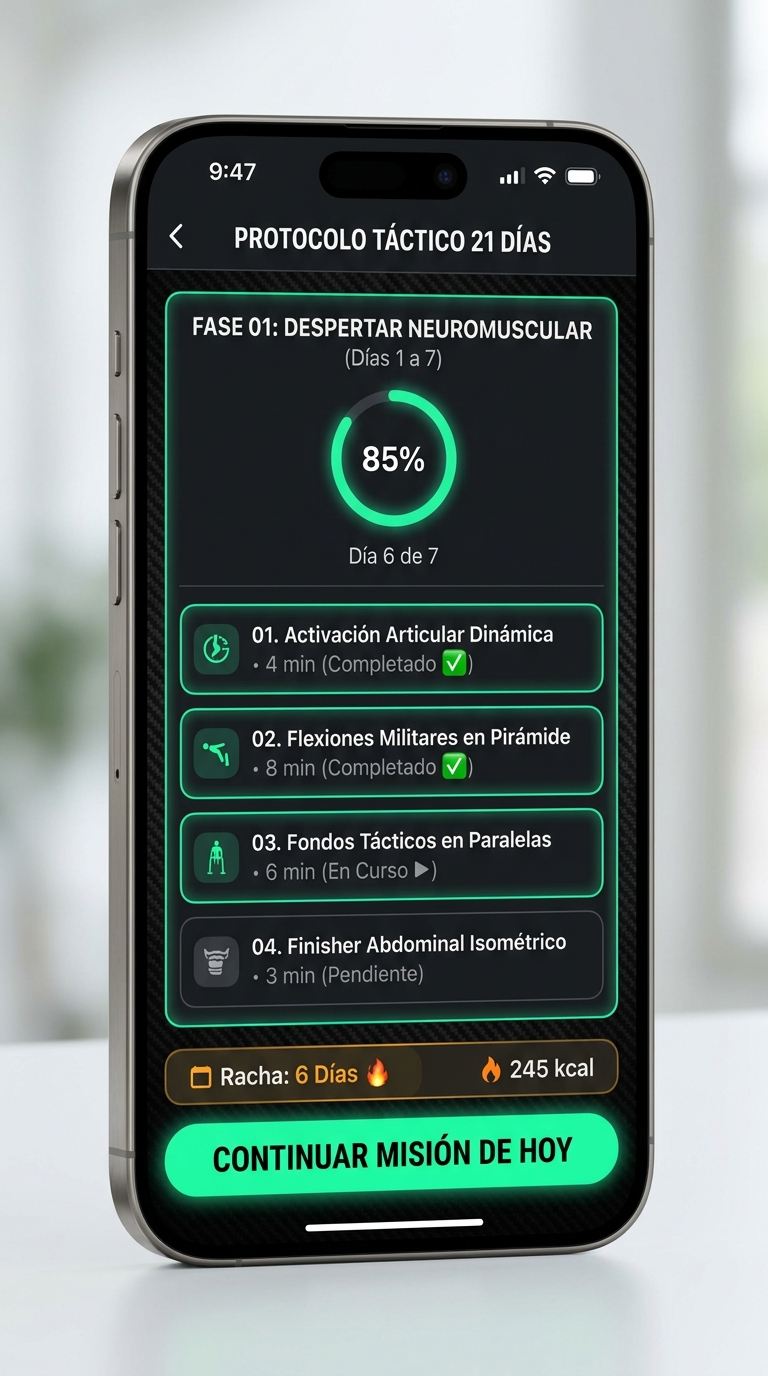 9:47
PROTOCOLO TÁCTICO 21 DÍAS
FASE 01: DESPERTAR NEUROMUSCULAR
(Días 1 a 7)
85%
Día 6 de 7
01. Activación Articular Dinámica
• 4 min (Completado ✅)
02. Flexiones Militares en Pirámide
• 8 min (Completado ✅)
03. Fondos Tácticos en Paralelas
• 6 min (En Curso ▶)
04. Finisher Abdominal Isométrico
• 3 min (Pendiente)
Racha: 6 Días 🔥 245 kcal
CONTINUAR MISIÓN DE HOY